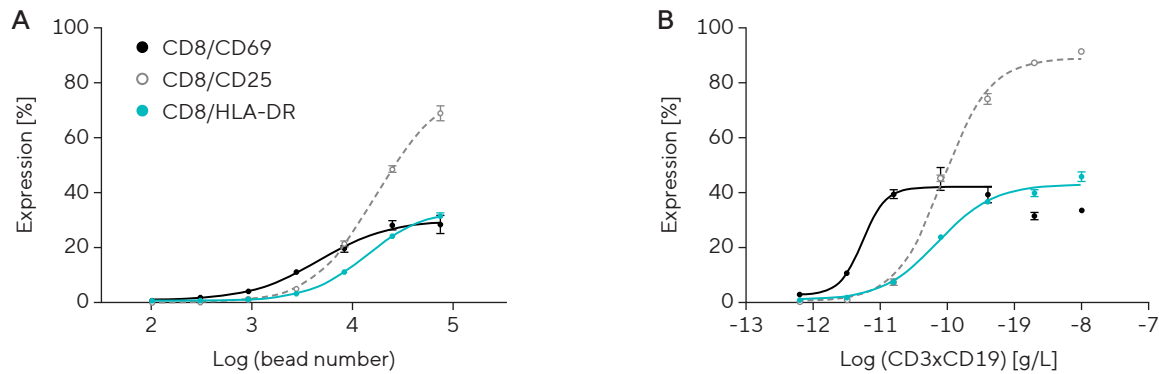 A
Expression [%]
100
80
60
40
20
0
CD8/CD69
CD8/CD25
CD8/HLA-DR
2 3 4 5
Log (bead number)
B
Expression [%]
100
80
60
40
20
0
-13 -12 -11 -10 -19 -8 -7
Log (CD3xCD19) [g/L]